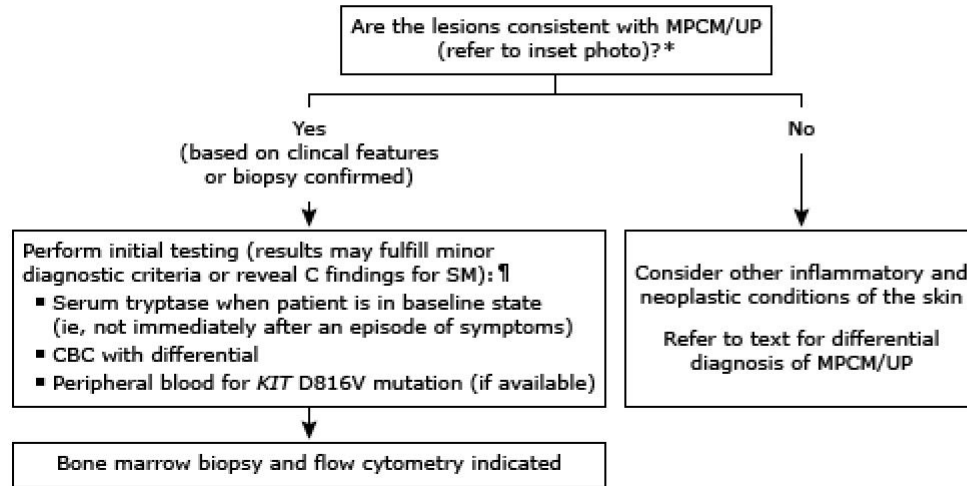 Are the lesions consistent with MPCM/UP
(refer to inset photo)?*
Yes
(based on clincal features
or biopsy confirmed)
No
Perform initial testing (results may fulfill minor
diagnostic criteria or reveal C findings for SM): ¶
▪ Serum tryptase when patient is in baseline state
(ie, not immediately after an episode of symptoms)
▪ CBC with differential
▪ Peripheral blood for KIT D816V mutation (if available)
Consider other inflammatory and
neoplastic conditions of the skin
Refer to text for differential
diagnosis of MPCM/UP
Bone marrow biopsy and flow cytometry indicated